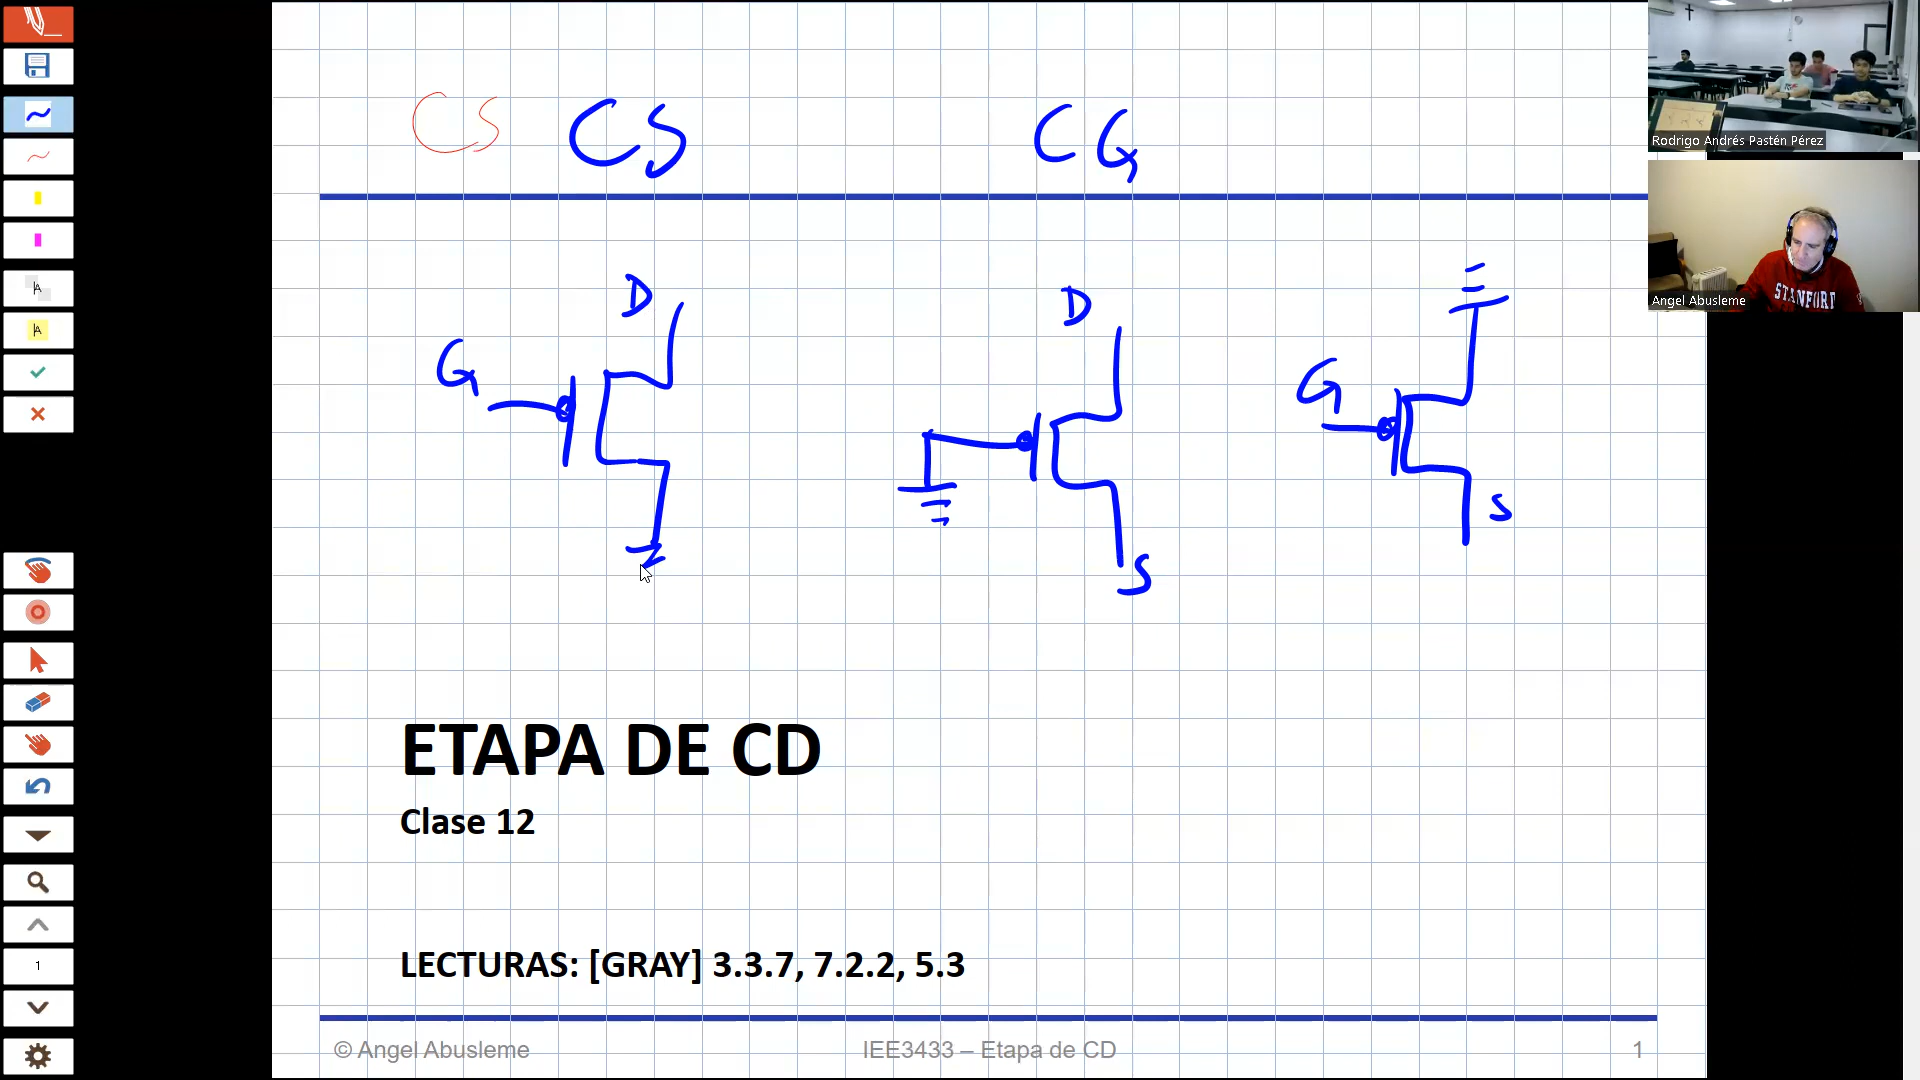 CS CS CG
D
G
D
G
S
S
ETAPA DE CD
Clase 12
LECTURAS: [GRAY] 3.3.7, 7.2.2, 5.3
© Angel Abusleme
IEE3433 – Etapa de CD
1
1
A
A
Rodrigo Andrés Pastén Pérez
Angel Abusleme
STANFORD